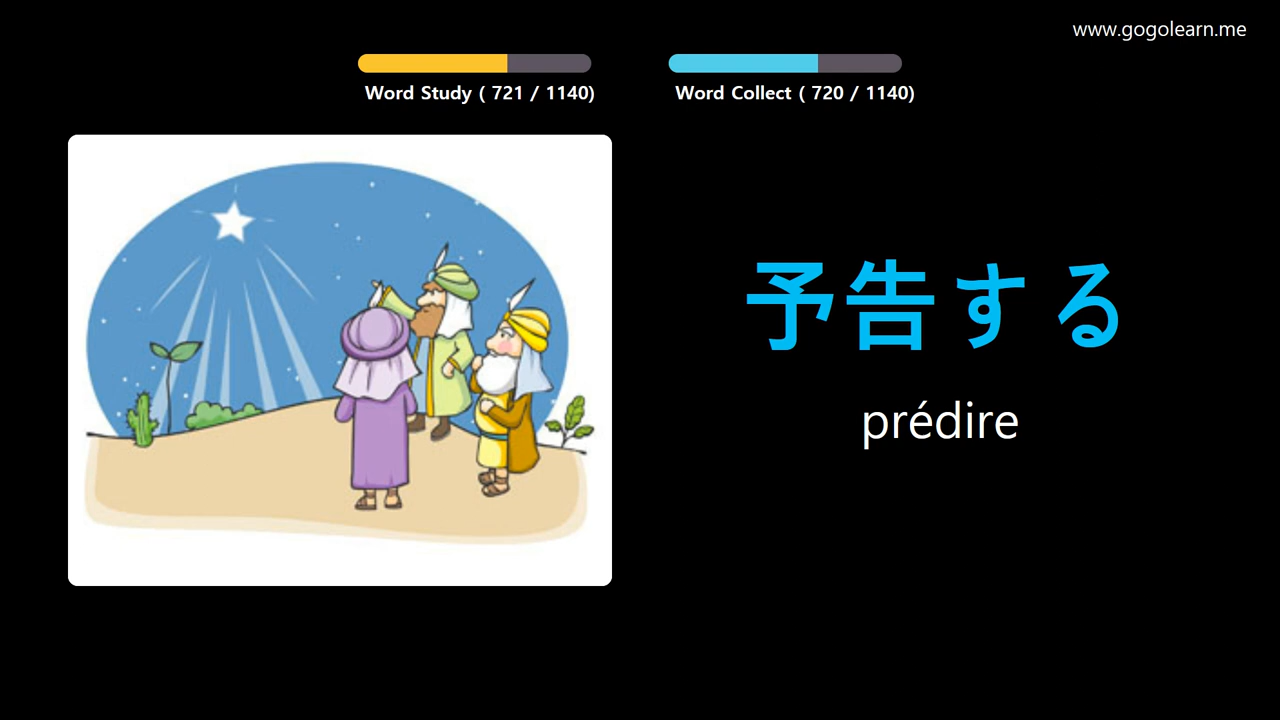 www.gogolearn.me
Word Study ( 721 / 1140)
Word Collect ( 720 / 1140)
予告する
prédire